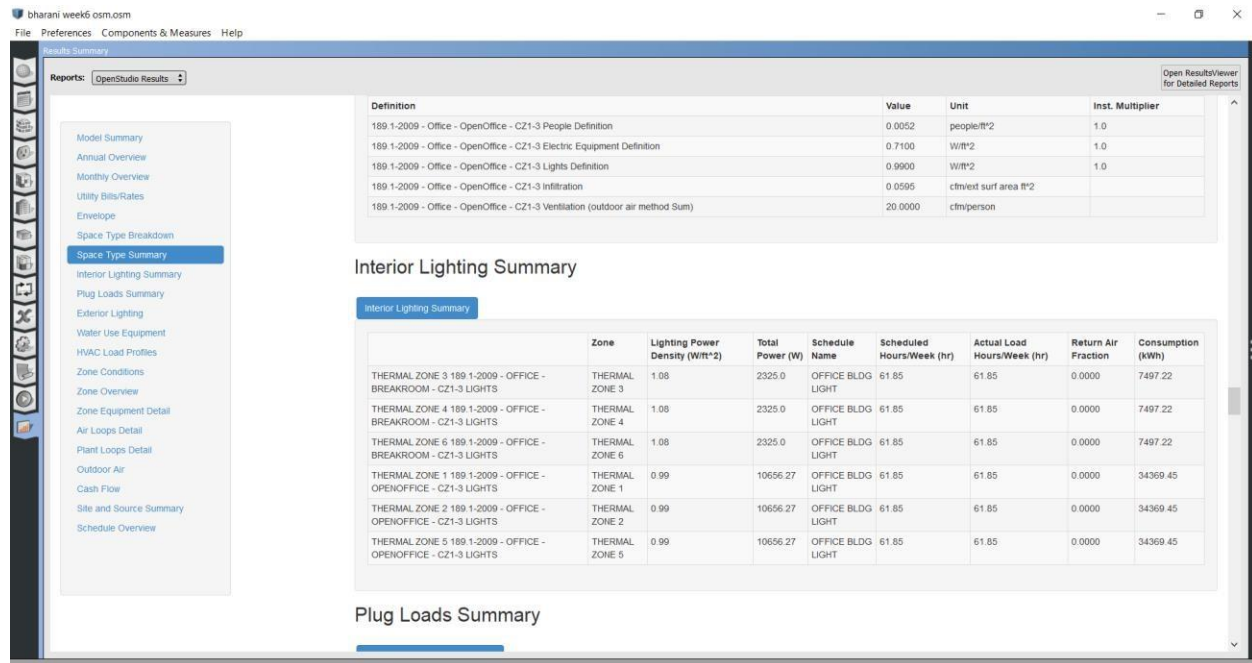 bharani week6 osm.osm
File Preferences Components & Measures Help
Results Summary
Reports: OpenStudio Results
Open ResultsViewer
for Detailed Reports
Model Summary
Annual Overview
Monthly Overview
Utility Bills/Rates
Envelope
Space Type Breakdown
Space Type Summary
Interior Lighting Summary
Plug Loads Summary
Exterior Lighting
Water Use Equipment
HVAC Load Profiles
Zone Conditions
Zone Overview
Zone Equipment Detail
Air Loops Detail
Plant Loops Detail
Outdoor Air
Cash Flow
Site and Source Summary
Schedule Overview
Definition Value Unit Inst. Multiplier
189.1-2009 - Office - OpenOffice - CZ1-3 People Definition 0.0052 people/ft^2 1.0
189.1-2009 - Office - OpenOffice - CZ1-3 Electric Equipment Definition 0.7100 W/ft^2 1.0
189.1-2009 - Office - OpenOffice - CZ1-3 Lights Definition 0.9900 W/ft^2 1.0
189.1-2009 - Office - OpenOffice - CZ1-3 Infiltration 0.0595 cfm/ext surf area ft^2
189.1-2009 - Office - OpenOffice - CZ1-3 Ventilation (outdoor air method Sum) 20.0000 cfm/person
Interior Lighting Summary
Interior Lighting Summary
Zone Lighting Power Total Schedule Scheduled Actual Load Return Air Consumption
Density (W/ft^2) Power (W) Name Hours/Week (hr) Hours/Week (hr) Fraction (kWh)
THERMAL ZONE 3 189.1-2009 - OFFICE - THERMAL 1.08 2325.0 OFFICE BLDG 61.85 61.85 0.0000 7497.22
BREAKROOM - CZ1-3 LIGHTS ZONE 3 LIGHT
THERMAL ZONE 4 189.1-2009 - OFFICE - THERMAL 1.08 2325.0 OFFICE BLDG 61.85 61.85 0.0000 7497.22
BREAKROOM - CZ1-3 LIGHTS ZONE 4 LIGHT
THERMAL ZONE 6 189.1-2009 - OFFICE - THERMAL 1.08 2325.0 OFFICE BLDG 61.85 61.85 0.0000 7497.22
BREAKROOM - CZ1-3 LIGHTS ZONE 6 LIGHT
THERMAL ZONE 1 189.1-2009 - OFFICE - THERMAL 0.99 10656.27 OFFICE BLDG 61.85 61.85 0.0000 34369.45
OPENOFFICE - CZ1-3 LIGHTS ZONE 1 LIGHT
THERMAL ZONE 2 189.1-2009 - OFFICE - THERMAL 0.99 10656.27 OFFICE BLDG 61.85 61.85 0.0000 34369.45
OPENOFFICE - CZ1-3 LIGHTS ZONE 2 LIGHT
THERMAL ZONE 5 189.1-2009 - OFFICE - THERMAL 0.99 10656.27 OFFICE BLDG 61.85 61.85 0.0000 34369.45
OPENOFFICE - CZ1-3 LIGHTS ZONE 5 LIGHT
Plug Loads Summary